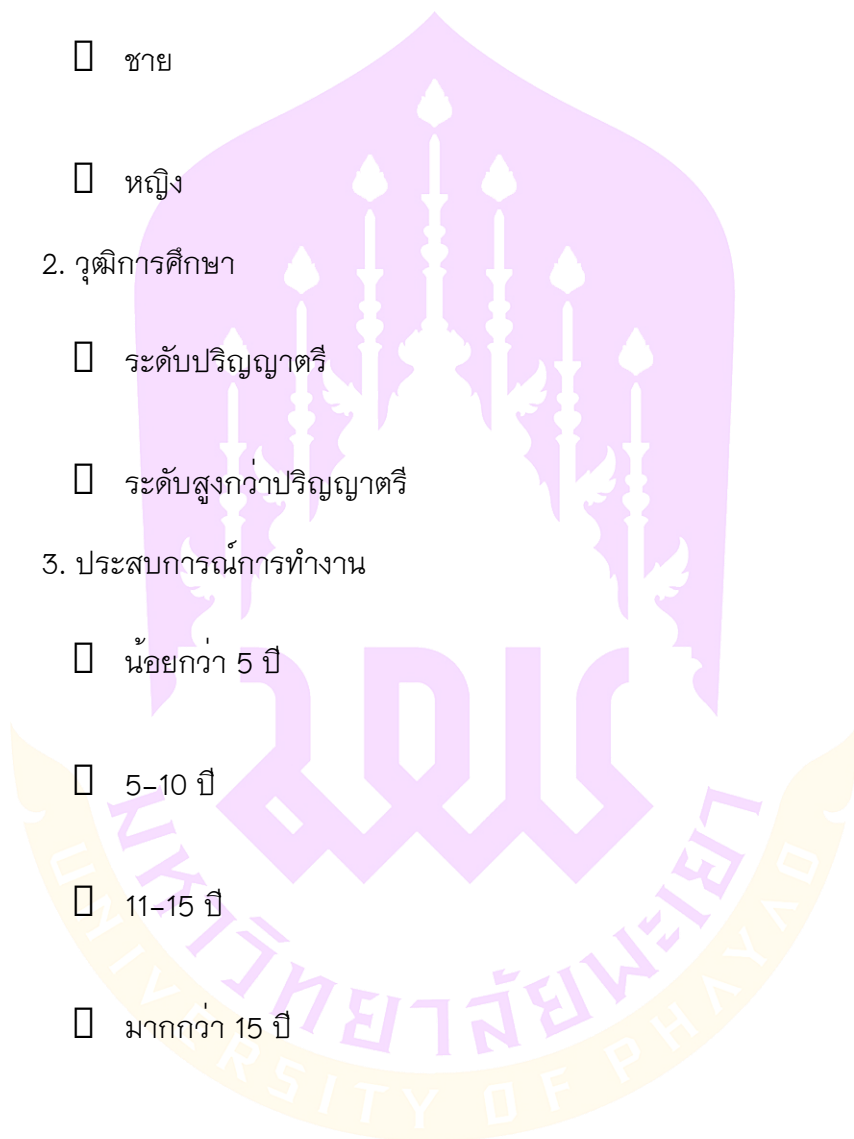 ชาย
หญิง
2. วุฒิการศึกษา
ระดับปริญญาตรี
ระดับสูงกว่าปริญญาตรี
3. ประสบการณ์การทำงาน
น้อยกว่า 5 ปี
5–10 ปี
11–15 ปี
มากกว่า 15 ปี
มหาวิทยาลัยพะเยา
UNIVERSITY OF PHAYAO